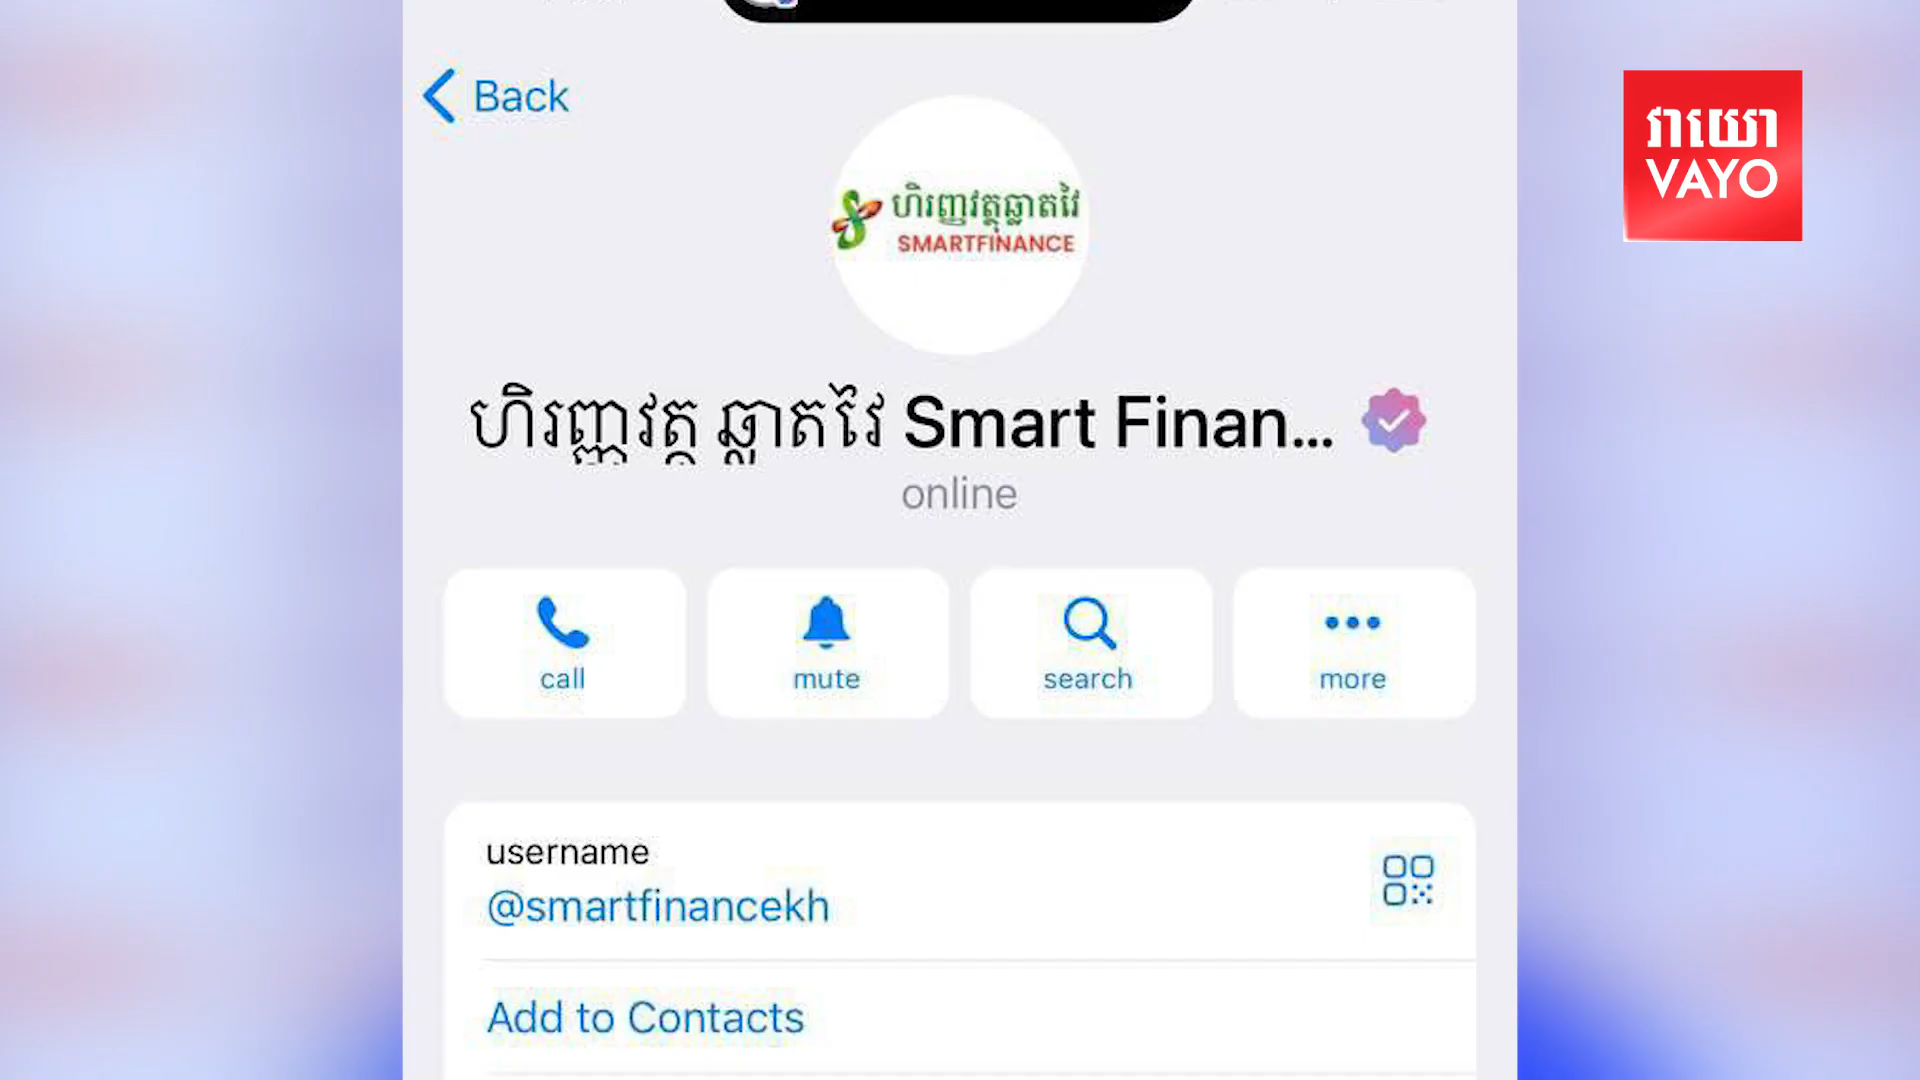 Back
វាយោ
VAYO
ហិរញ្ញវត្ថុឆ្លាតវៃ
SMARTFINANCE
ហិរញ្ញវត្ថុ ឆ្លាតវៃ Smart Finan...
online
call
mute
search
more
username
@smartfinancekh
Add to Contacts